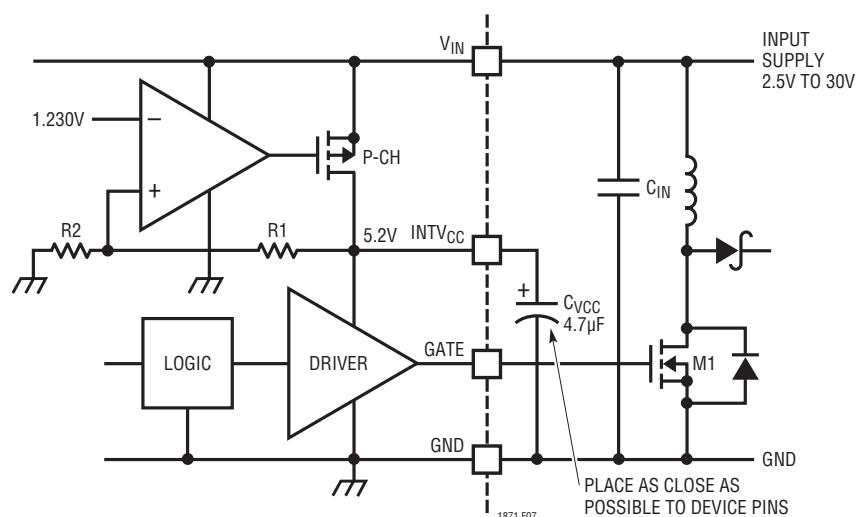 V_IN
INPUT
SUPPLY
2.5V TO 30V
1.230V
–
+
P-CH
C_IN
R2
R1
5.2V
INTV_CC
+
C_VCC
4.7µF
LOGIC
DRIVER
GATE
M1
GND
GND
PLACE AS CLOSE AS
POSSIBLE TO DEVICE PINS
1871 F07